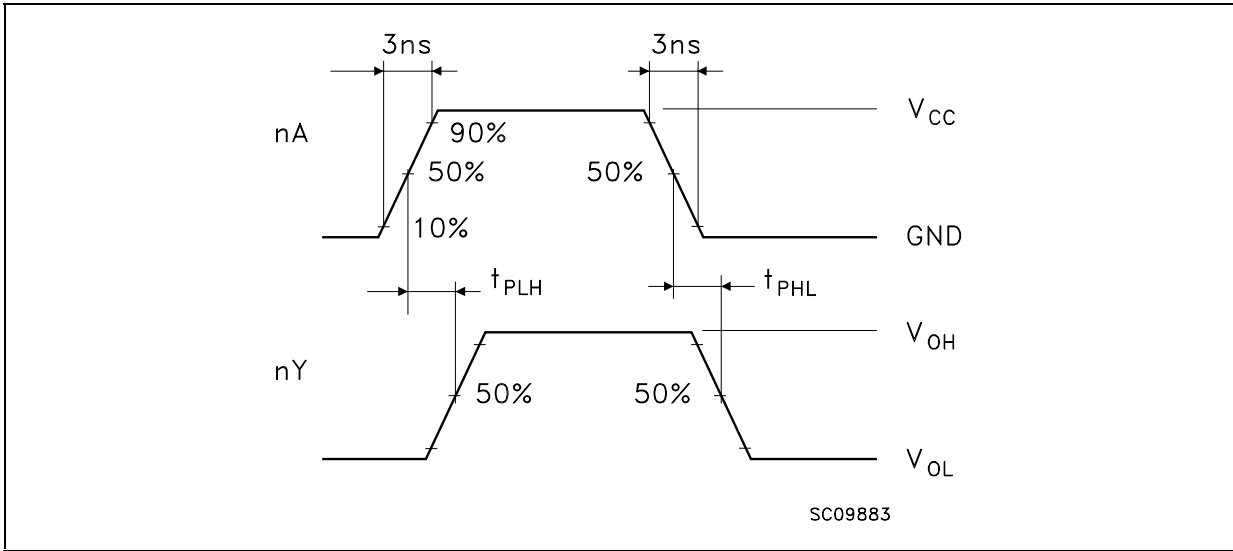 3ns 3ns
V_CC
nA
90%
50% 50%
10%
GND
t_PLH t_PHL
V_OH
nY
50% 50%
V_OL
SC09883